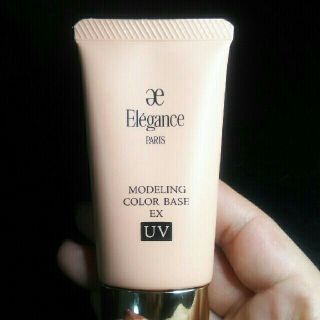 æ
Elégance
PARIS
MODELING
COLOR BASE
EX
UV